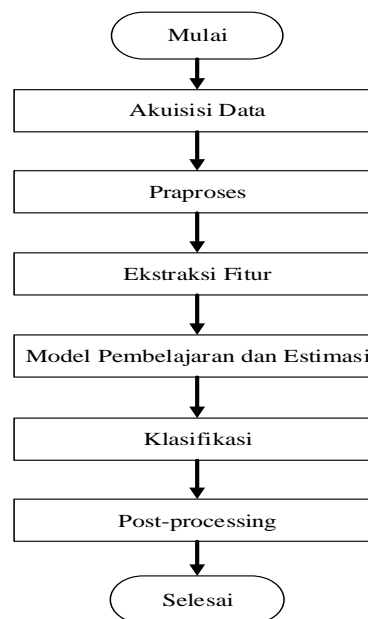 Mulai
Akuisisi Data
Praproses
Ekstraksi Fitur
Model Pembelajaran dan Estimasi
Klasifikasi
Post-processing
Selesai